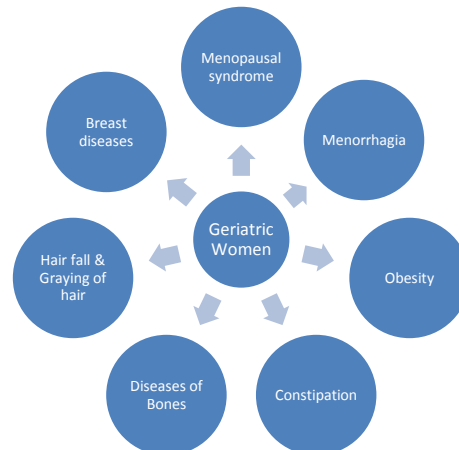 Menopausal
syndrome
Menorrhagia
Obesity
Constipation
Diseases of
Bones
Hair fall &
Graying of
hair
Breast
diseases
Geriatric
Women